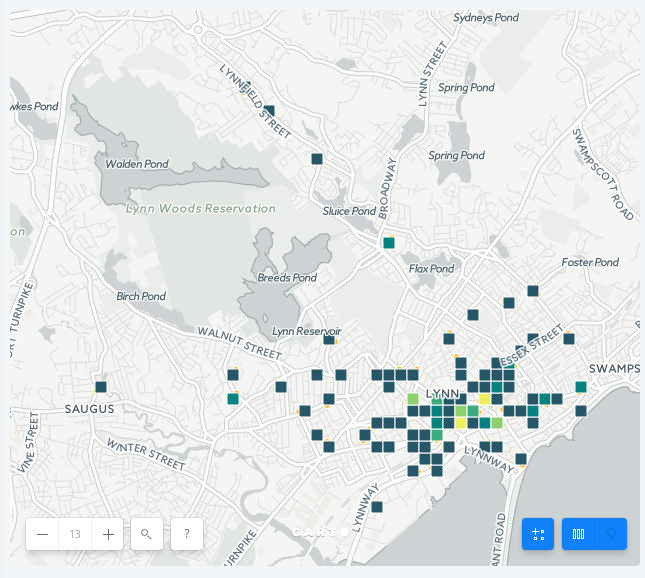 Sydneys Pond
LYNNFIELD STREET
LYNN STREET
Spring Pond
wkes Pond
SWAMPSCOTT ROAD
Walden Pond
Spring Pond
BROADWAY
Lynn Woods Reservation
Sluice Pond
on
Flax Pond
Foster Pond
Breeds Pond
Birch Pond
ORT TURNPIKE
Lynn Reservoir
WALNUT STREET
ESSEX STREET
SWAMPS
LYNN
SAUGUS
VINE STREET
WINTER STREET
LYNNWAY
LYNNWAY
URNPIKE
ANT ROAD
CARTO
13
?